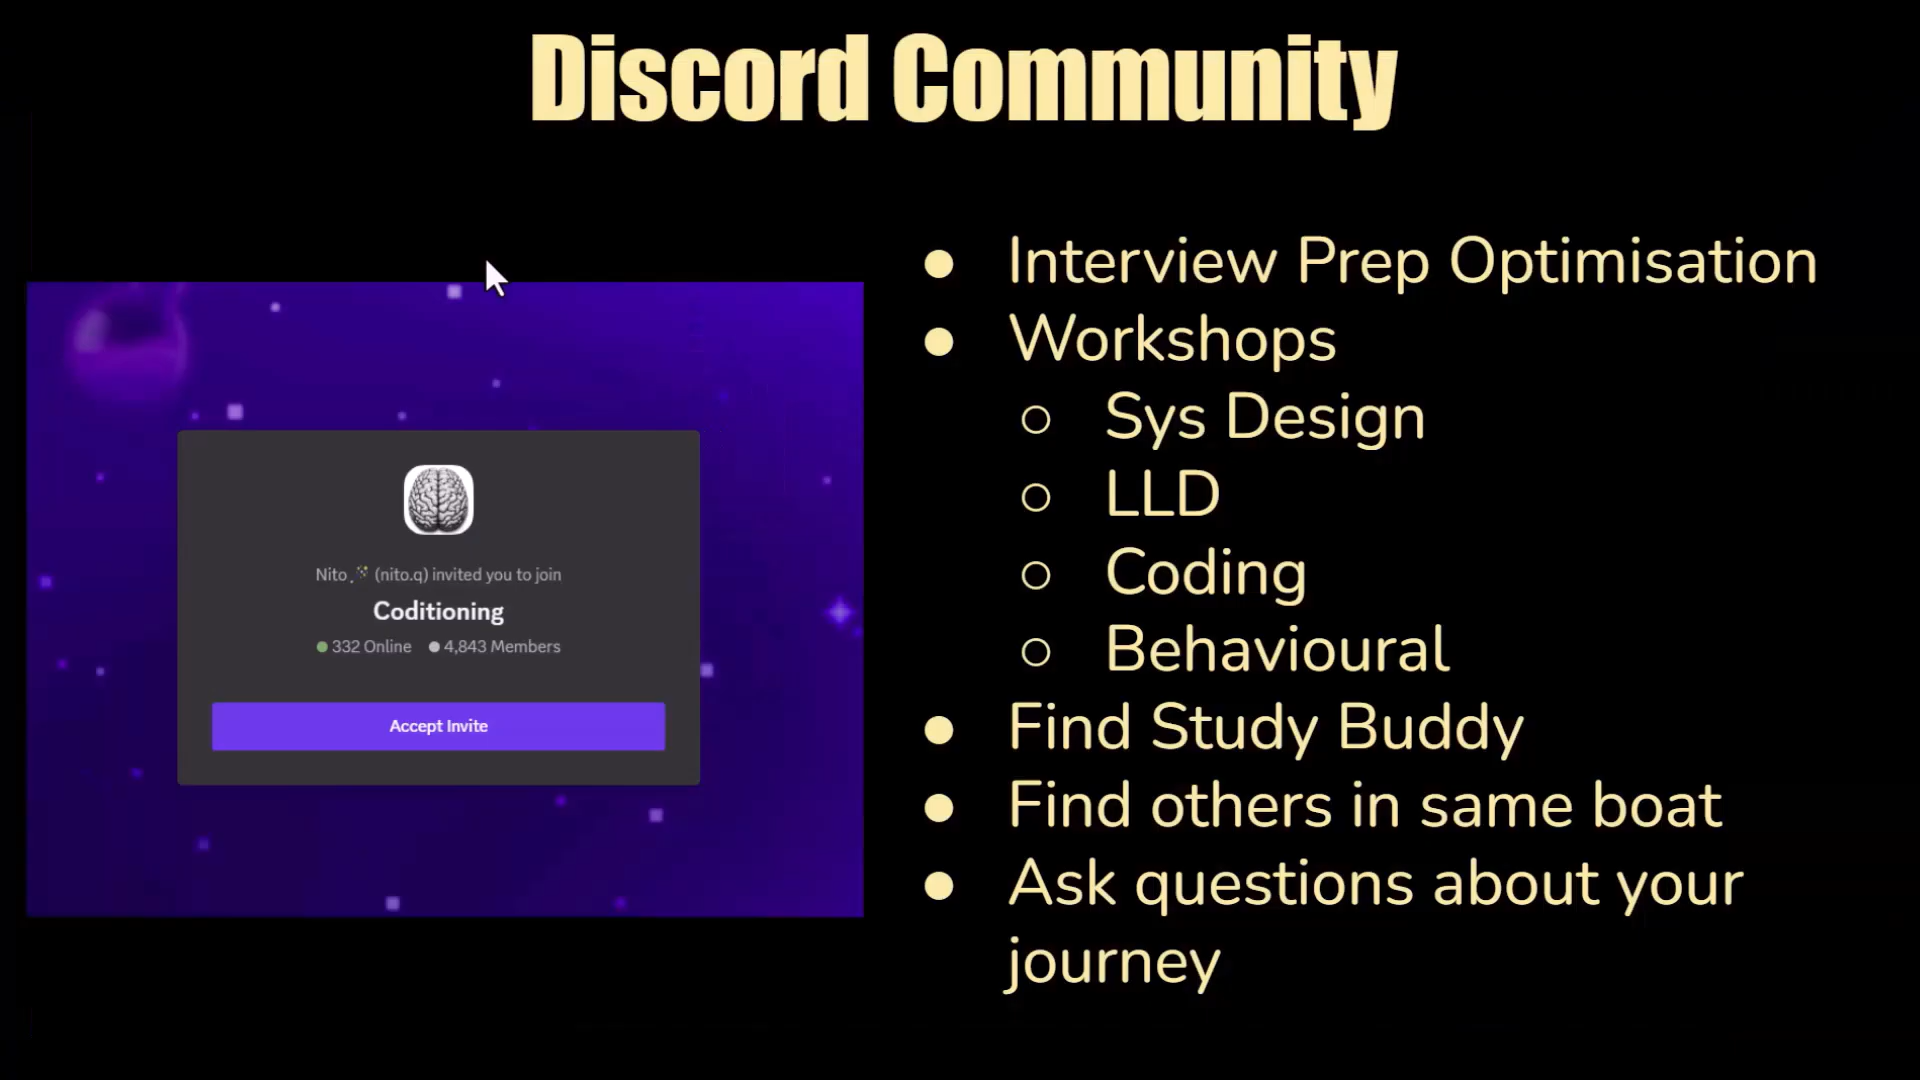 Discord Community
Nito (nito.q) invited you to join
Coditioning
332 Online 4,843 Members
Accept Invite
● Interview Prep Optimisation
● Workshops
○ Sys Design
○ LLD
○ Coding
○ Behavioural
● Find Study Buddy
● Find others in same boat
● Ask questions about your
journey